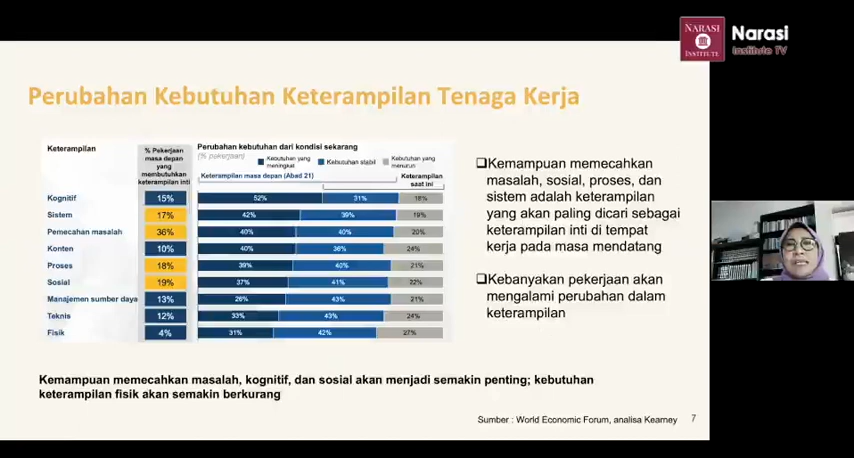 NARASI
INSTITUTE
Narasi
Institute TV
Perubahan Kebutuhan Keterampilan Tenaga Kerja
Keterampilan
% Pekerjaan
masa depan
yang
membutuhkan
keterampilan inti
Perubahan kebutuhan dari kondisi sekarang
(% pekerjaan)
Kebutuhan yang
meningkat
Kebutuhan stabil
Kebutuhan yang
menurun
Keterampilan masa depan (Abad 21)
Keterampilan
saat ini
Kognitif 15% 52% 31% 18%
Sistem 17% 42% 39% 19%
Pemecahan masalah 36% 40% 40% 20%
Konten 10% 40% 36% 24%
Proses 18% 39% 40% 21%
Sosial 19% 37% 41% 22%
Manajemen sumber daya 13% 26% 43% 21%
Teknis 12% 33% 43% 24%
Fisik 4% 31% 42% 27%
❑Kemampuan memecahkan
masalah, sosial, proses, dan
sistem adalah keterampilan
yang akan paling dicari sebagai
keterampilan inti di tempat
kerja pada masa mendatang
❑Kebanyakan pekerjaan akan
mengalami perubahan dalam
keterampilan
Kemampuan memecahkan masalah, kognitif, dan sosial akan menjadi semakin penting; kebutuhan
keterampilan fisik akan semakin berkurang
Sumber : World Economic Forum, analisa Kearney 7